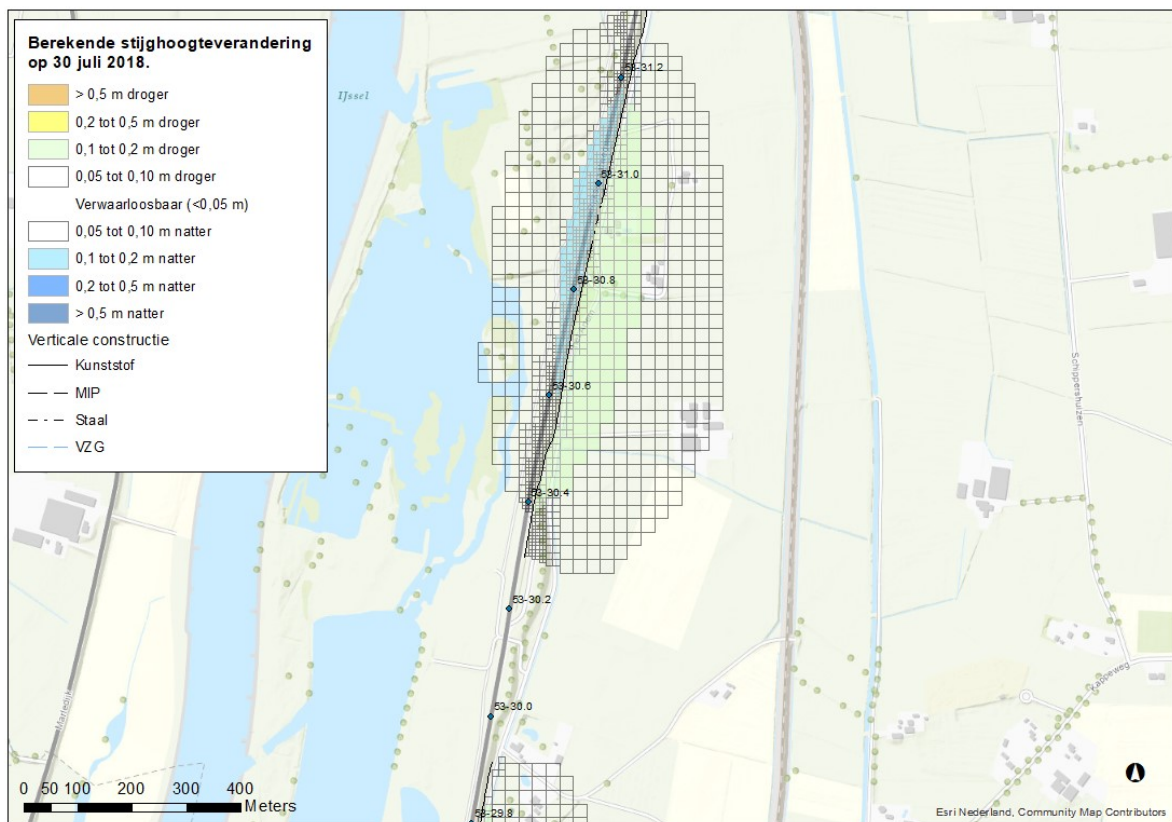 Berekende stijghoogteverandering
op 30 juli 2018.
> 0,5 m droger
0,2 tot 0,5 m droger
0,1 tot 0,2 m droger
0,05 tot 0,10 m droger
Verwaarloosbaar (<0,05 m)
0,05 tot 0,10 m natter
0,1 tot 0,2 m natter
0,2 tot 0,5 m natter
> 0,5 m natter
Verticale constructie
Kunststof
MIP
Staal
VZG
IJssel
53-31.2
53-31.0
53-30.8
53-30.6
53-30.4
53-30.2
53-30.0
53-29.8
Schippershuizen
Kappeweg
0 50 100 200 300 400
Meters
Esri Nederland, Community Map Contributors